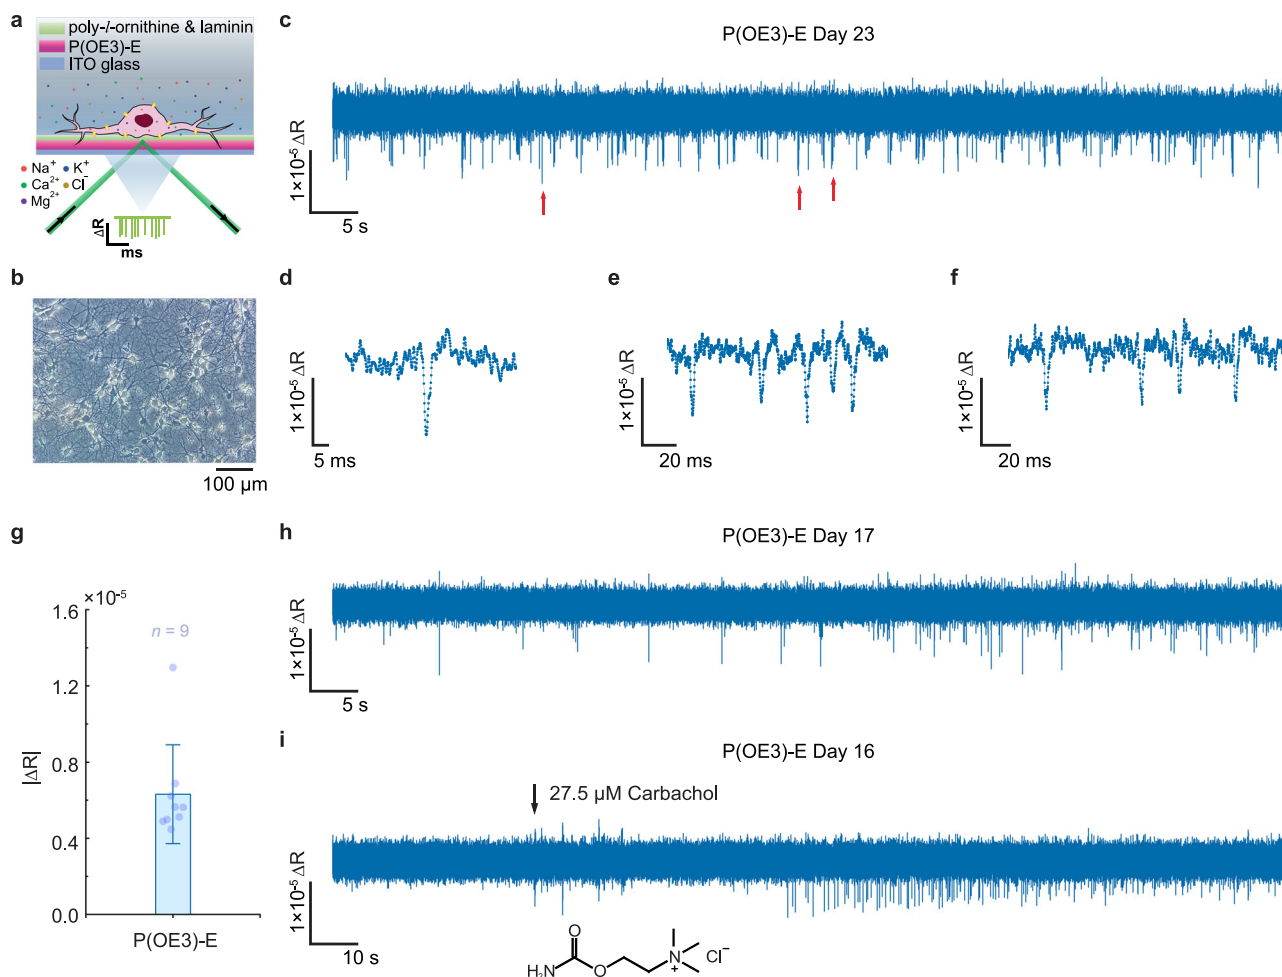 a
poly-l-ornithine & laminin
P(OE3)-E
ITO glass
Na⁺ K⁺
Ca²⁺ Cl⁻
Mg²⁺
ΔR
ms
b
100 µm
c
P(OE3)-E Day 23
1×10⁻⁵ ΔR
5 s
d
1×10⁻⁵ ΔR
5 ms
e
1×10⁻⁵ ΔR
20 ms
f
1×10⁻⁵ ΔR
20 ms
g
×10⁻⁵
1.6
1.2
0.8
0.4
0.0
|ΔR|
n = 9
P(OE3)-E
h
P(OE3)-E Day 17
1×10⁻⁵ ΔR
5 s
i
P(OE3)-E Day 16
27.5 µM Carbachol
1×10⁻⁵ ΔR
10 s
O
H₂N O N⁺ Cl⁻